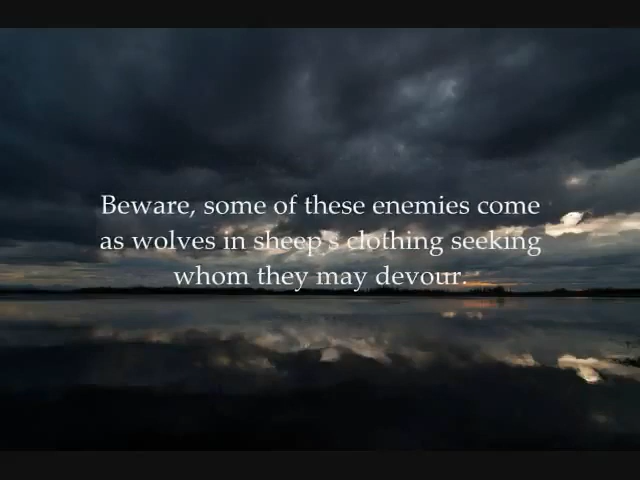 Beware, some of these enemies come
as wolves in sheep's clothing seeking
whom they may devour.